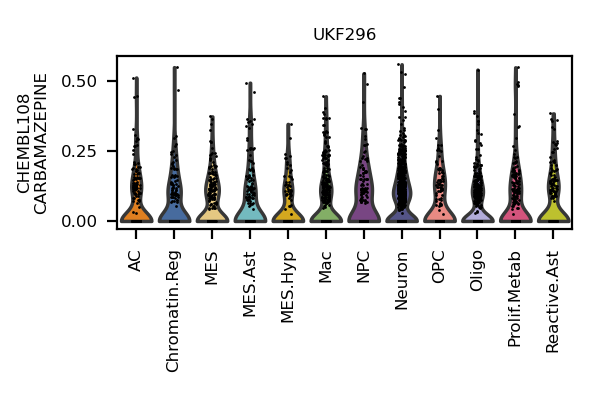 UKF296
CHEMBL108
CARBAMAZEPINE
0.50
0.25
0.00
AC
Chromatin.Reg
MES
MES.Ast
MES.Hyp
Mac
NPC
Neuron
OPC
Oligo
Prolif.Metab
Reactive.Ast